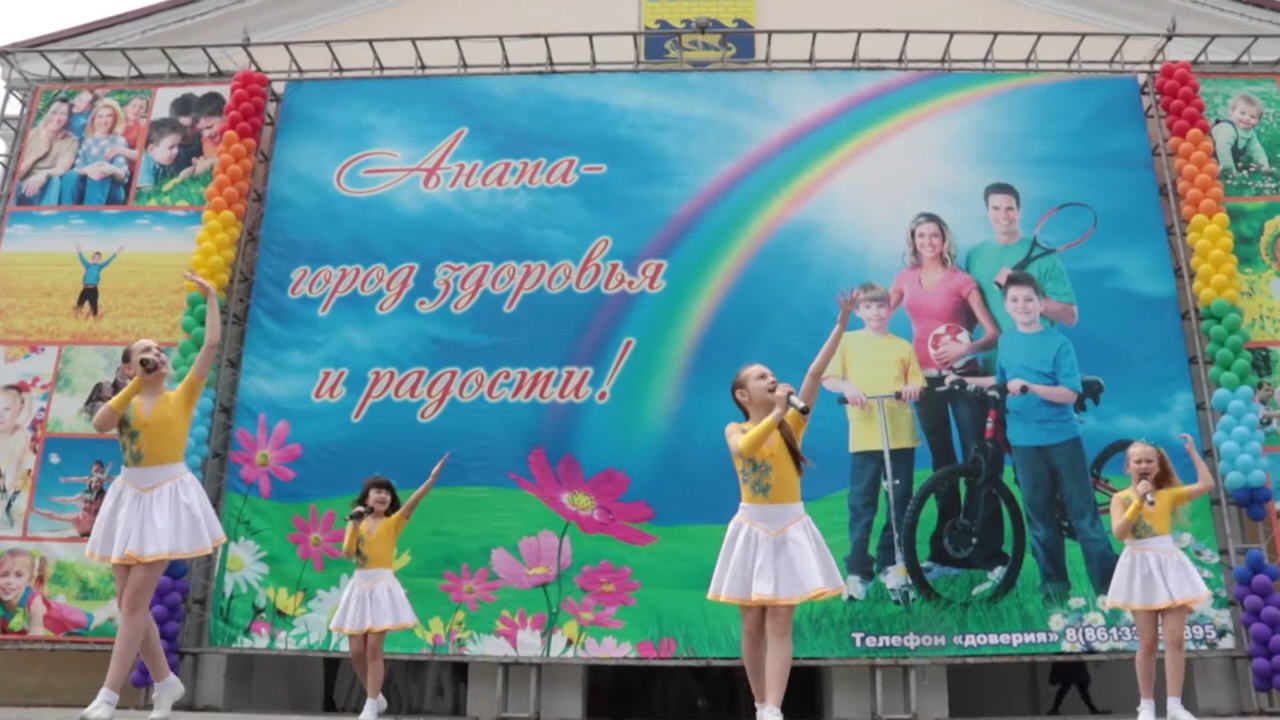 Анапа-
город здоровья
и радости!
Телефон «доверия»